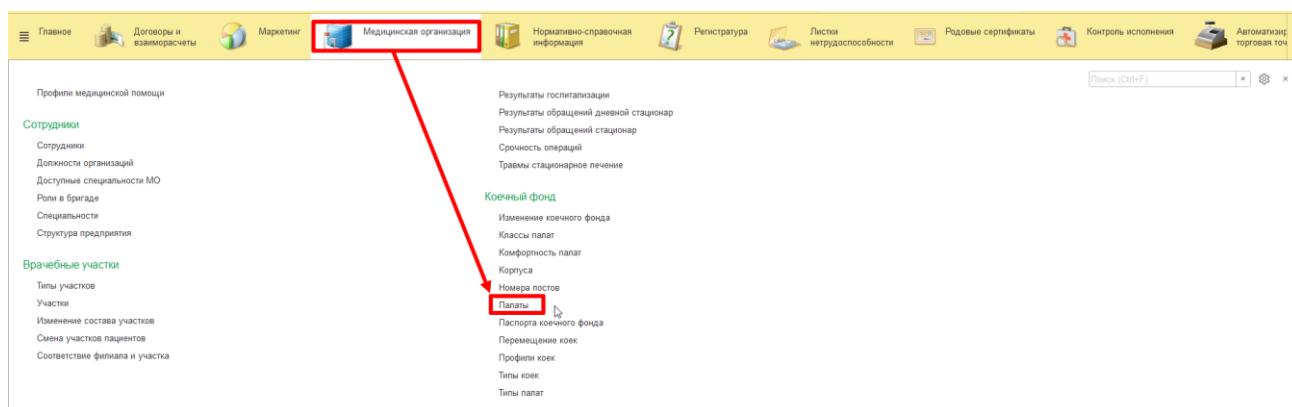 Главное
Договоры и
взаиморасчеты
Маркетинг
Медицинская организация
Нормативно-справочная
информация
Регистратура
Листки
нетрудоспособности
Родовые сертификаты
Контроль исполнения
Автоматизир
торговая точ
Поиск (Ctrl+F)
×
×
Профили медицинской помощи
Сотрудники
Сотрудники
Должности организаций
Доступные специальности МО
Роли в бригаде
Специальности
Структура предприятия
Врачебные участки
Типы участков
Участки
Изменение состава участков
Смена участков пациентов
Соответствие филиала и участка
Результаты госпитализации
Результаты обращений дневной стационар
Результаты обращений стационар
Срочность операций
Травмы стационарное лечение
Коечный фонд
Изменение коечного фонда
Классы палат
Комфортность палат
Корпуса
Номера постов
Палаты
Паспорта коечного фонда
Перемещение коек
Профили коек
Типы коек
Типы палат